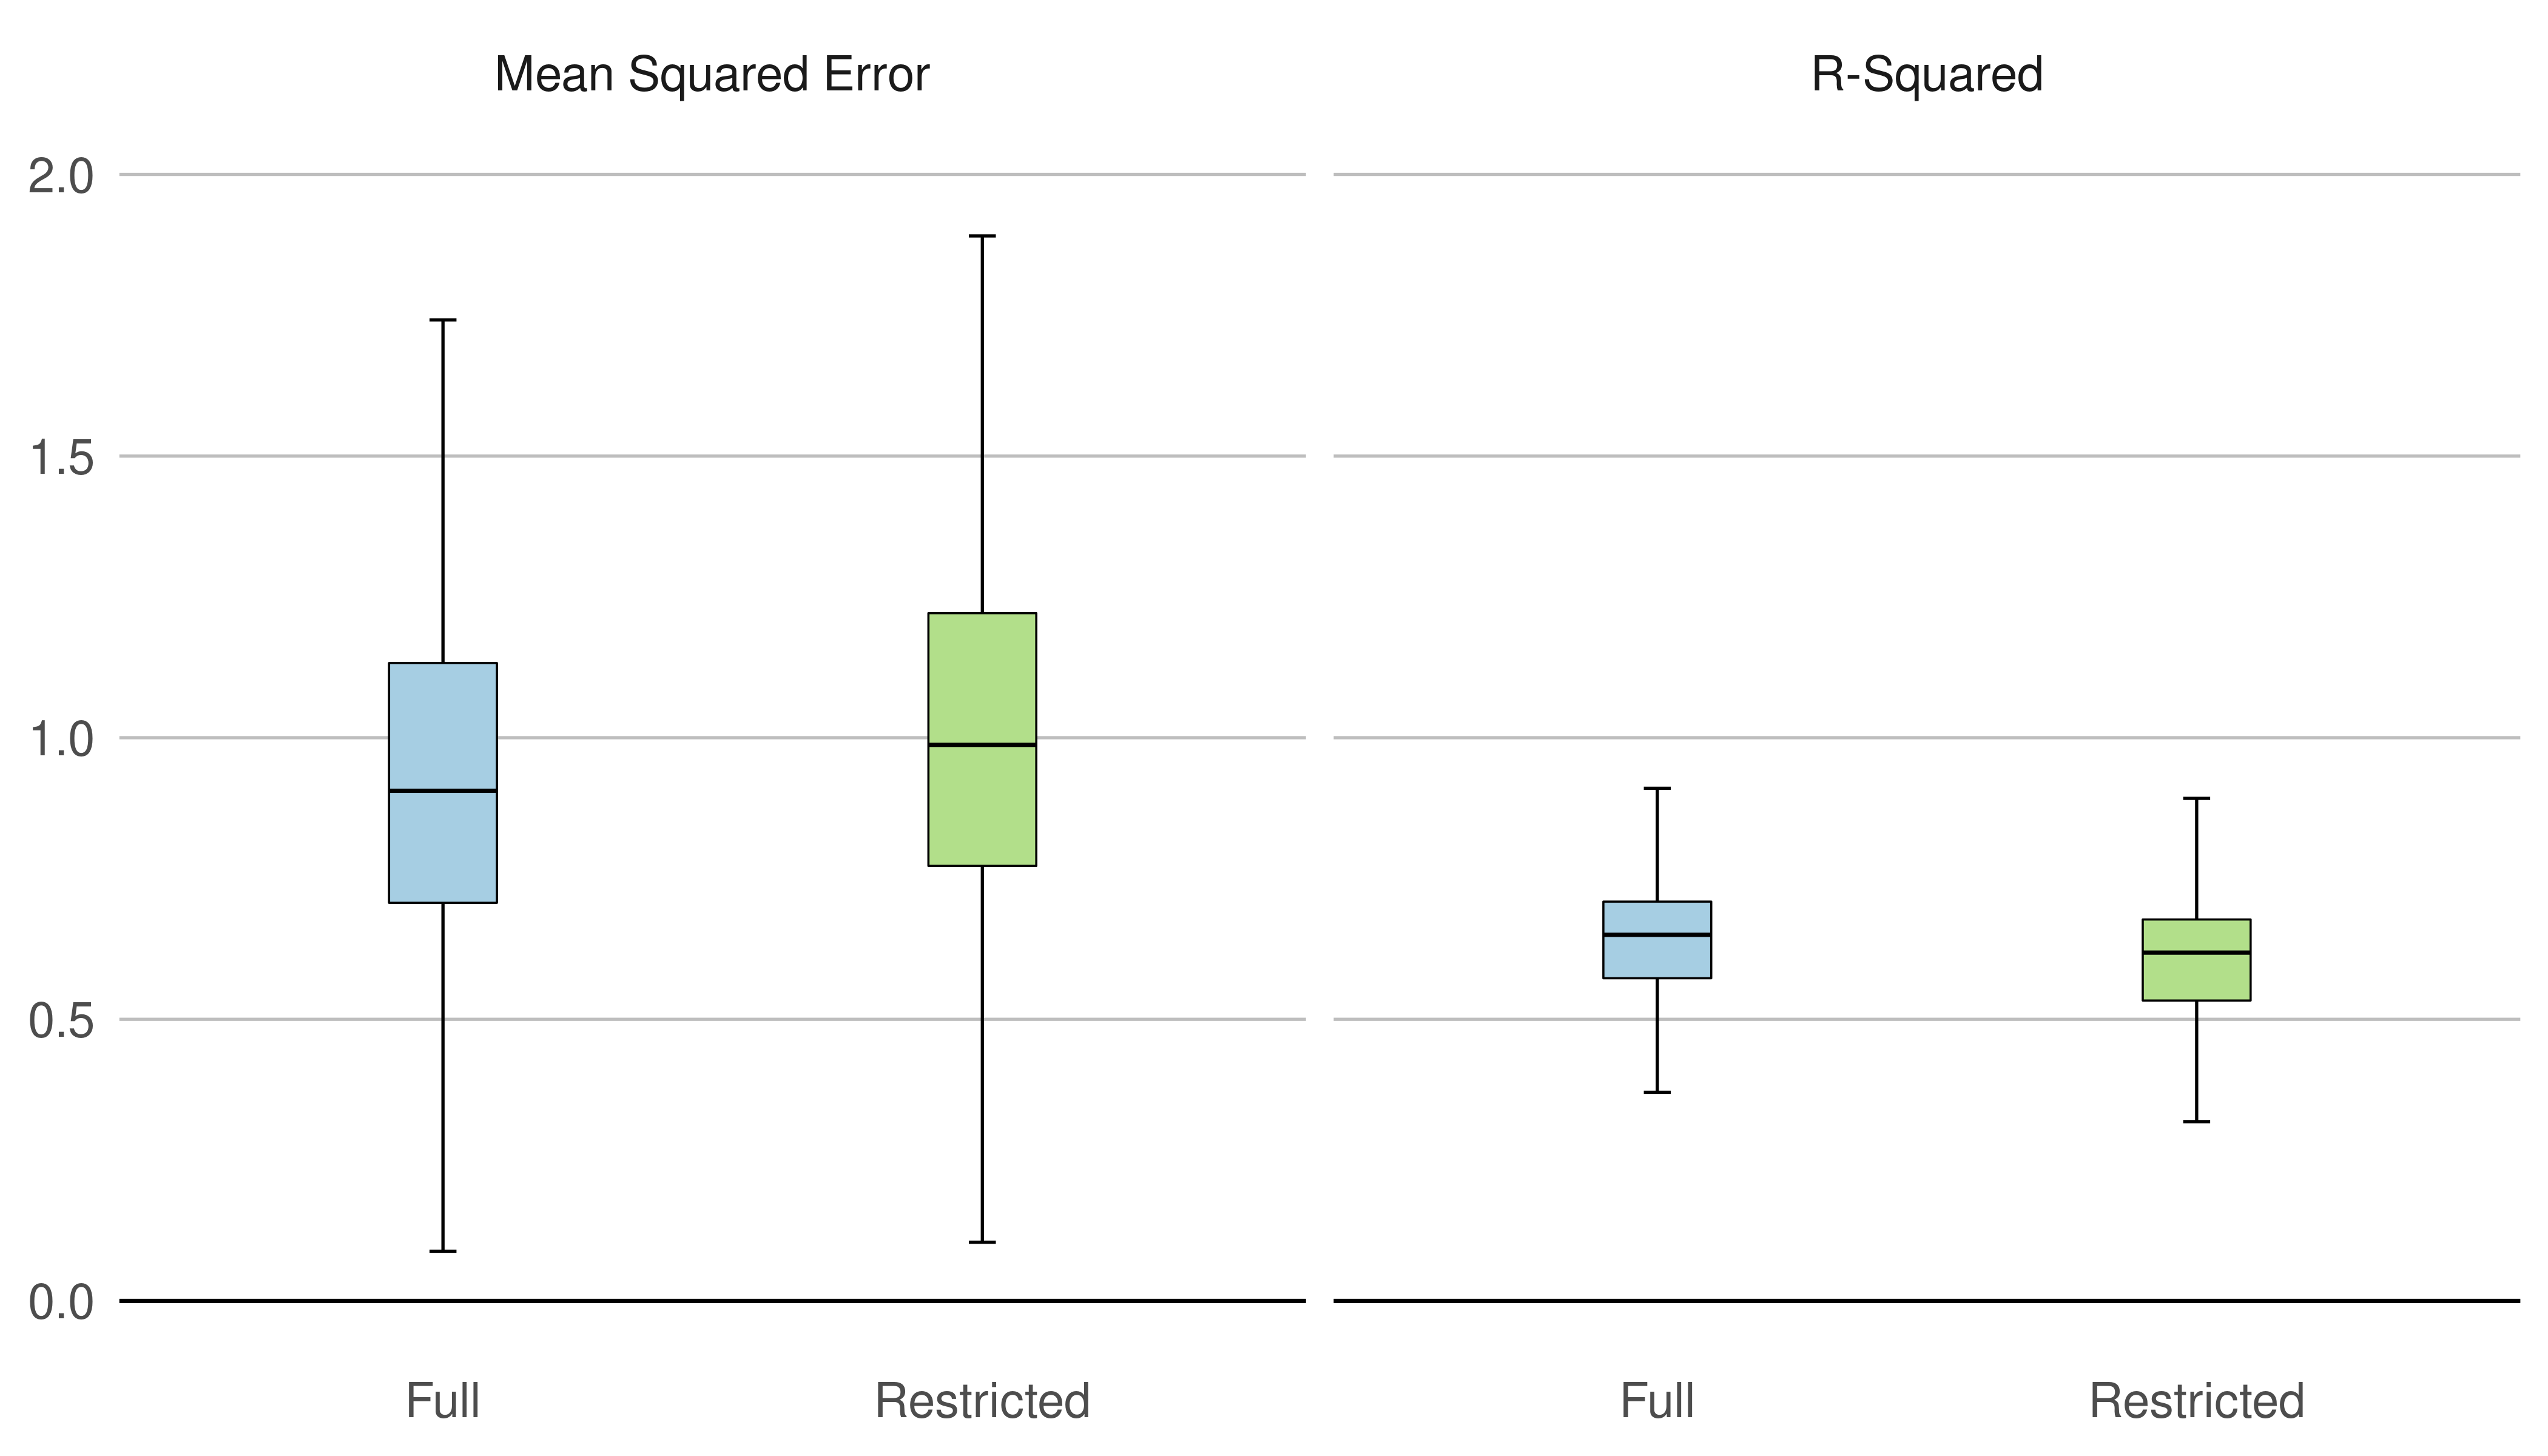 Mean Squared Error
R-Squared
2.0
1.5
1.0
0.5
0.0
Full
Restricted
Full
Restricted